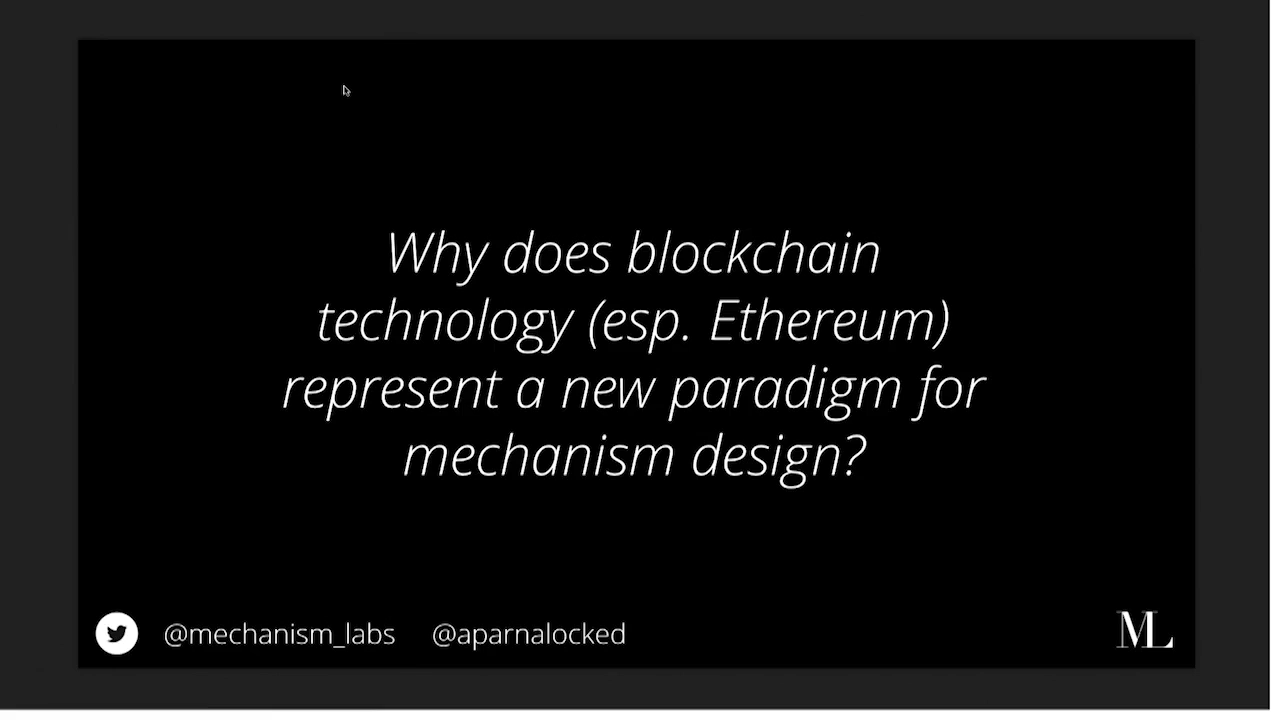 Why does blockchain
technology (esp. Ethereum)
represent a new paradigm for
mechanism design?
@mechanism_labs @aparnalocked
ML